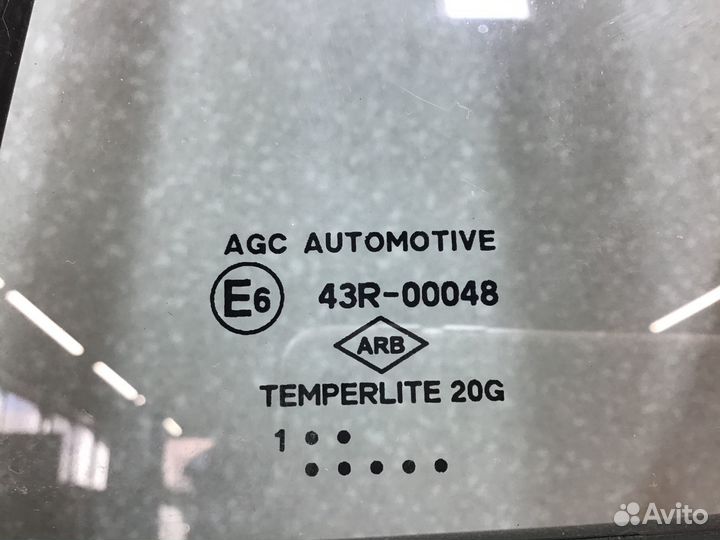 AGC AUTOMOTIVE
E6 43R-00048
ARB
TEMPERLITE 20G
1 • •
• • • • •
Avito